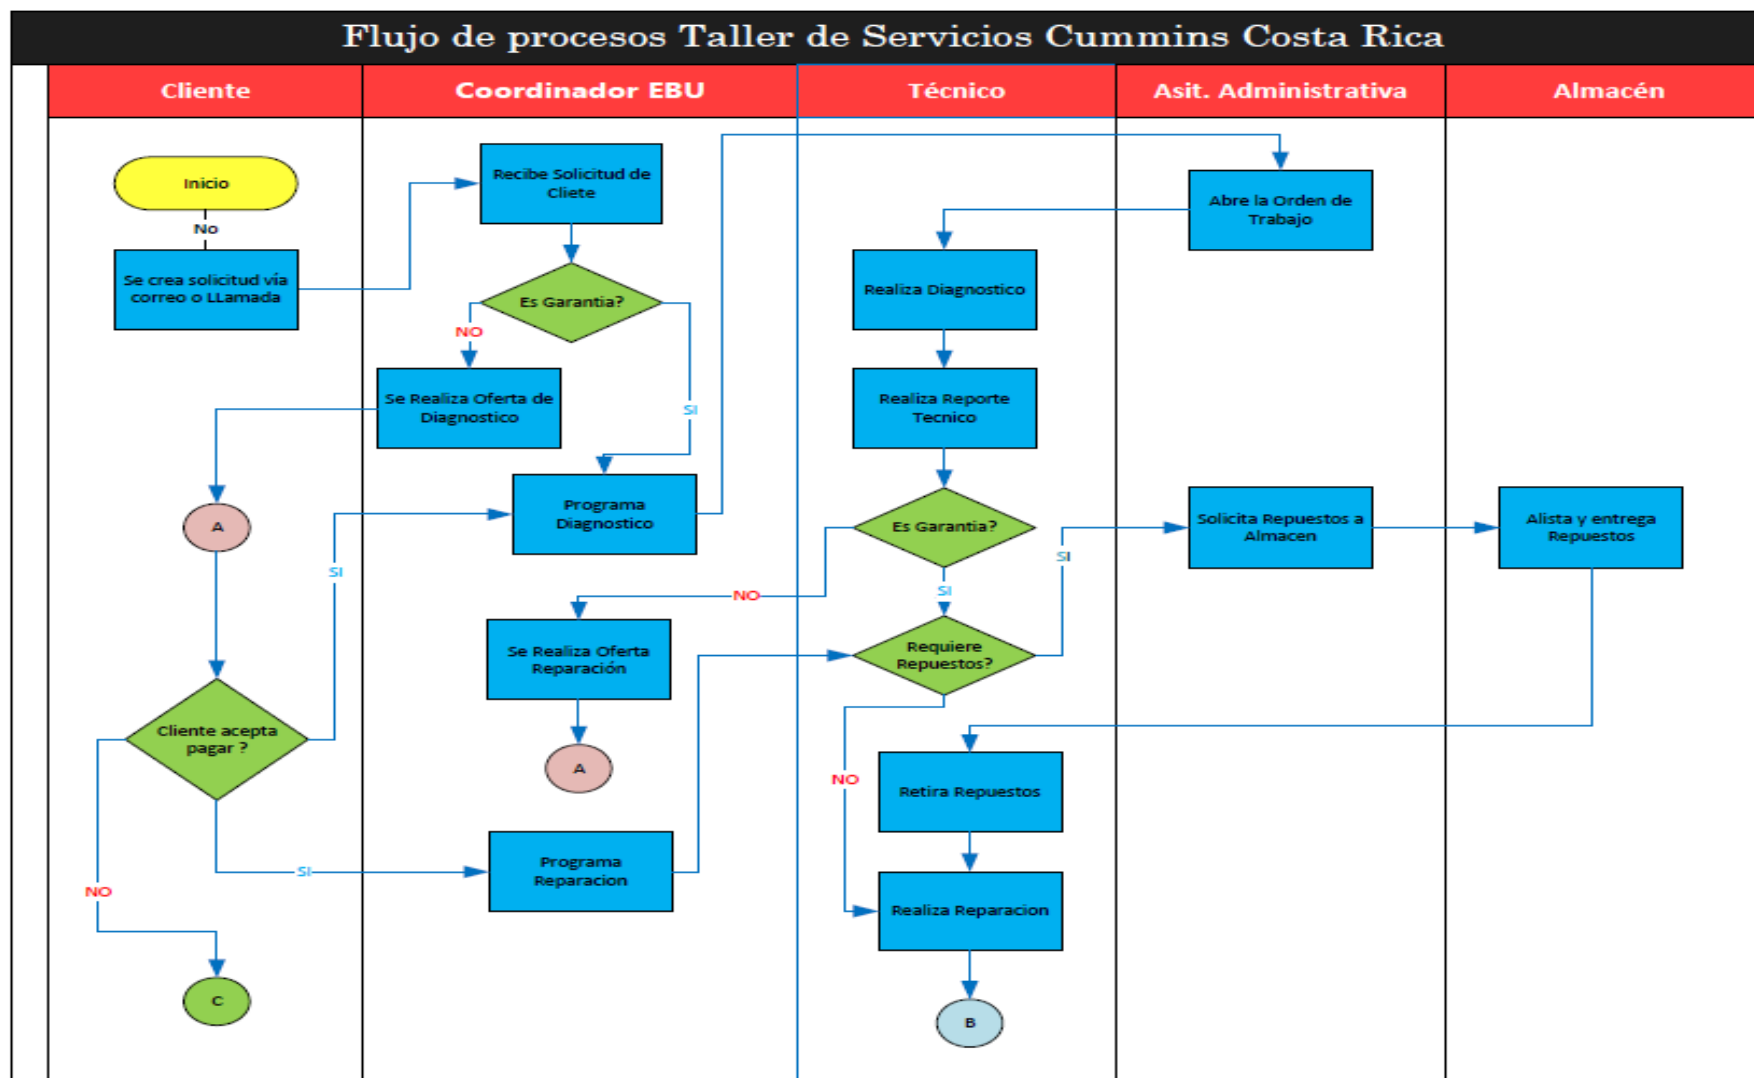 Flujo de procesos Taller de Servicios Cummins Costa Rica
Cliente
Coordinador EBU
Técnico
Asit. Administrativa
Almacén
Inicio
No
Se crea solicitud vía
correo o LLamada
Recibe Solicitud de
Cliete
Es Garantia?
NO
SI
Se Realiza Oferta de
Diagnostico
Programa
Diagnostico
Abre la Orden de
Trabajo
Realiza Diagnostico
Realiza Reporte
Tecnico
Es Garantia?
NO
SI
A
SI
Cliente acepta
pagar ?
NO
SI
C
Se Realiza Oferta
Reparación
A
Programa
Reparacion
Requiere
Repuestos?
SI
NO
Solicita Repuestos a
Almacen
Alista y entrega
Repuestos
Retira Repuestos
Realiza Reparacion
B